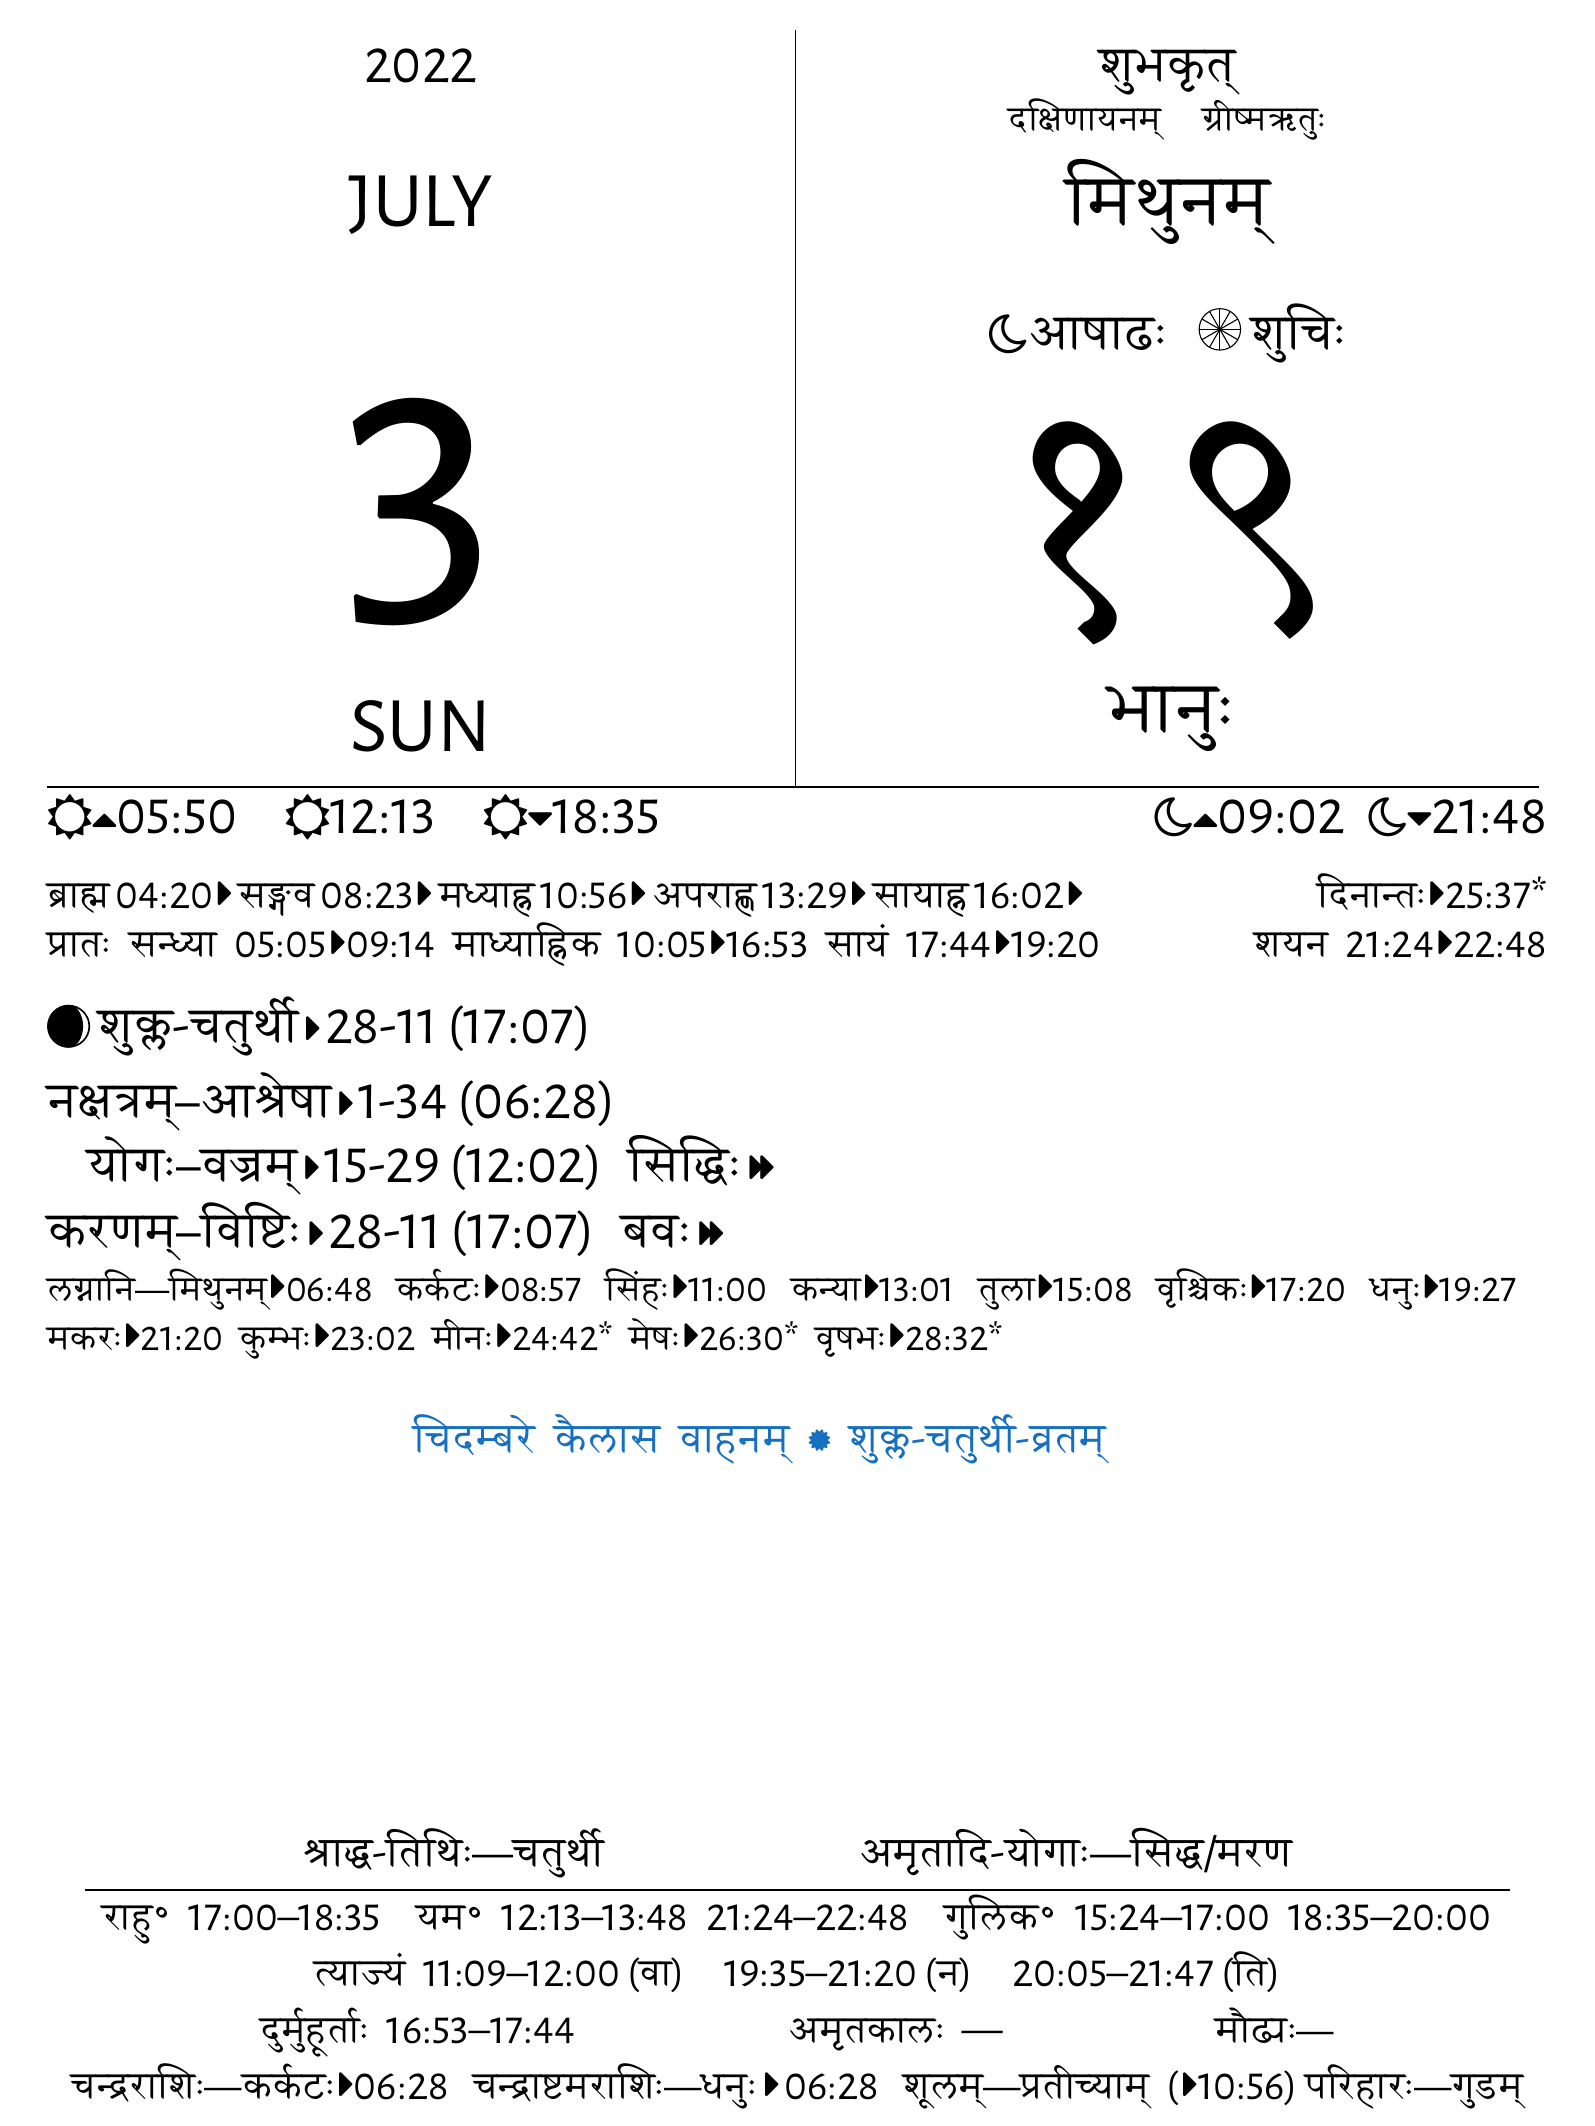 2022
JULY
3
SUN
शुभकृत्
दक्षिणायनम् ग्रीष्मऋतुः
मिथुनम्
आषाढः शुचिः
१९
भानुः
05:50 12:13 18:35 09:02 21:48
ब्राह्म 04:20 सङ्गव 08:23 मध्याह्न 10:56 अपराह्ण 13:29 सायाह्न 16:02 दिनान्तः 25:37*
प्रातः सन्ध्या 05:05 09:14 माध्याह्निक 10:05 16:53 सायं 17:44 19:20 शयन 21:24 22:48
शुक्ल-चतुर्थी 28-11 (17:07)
नक्षत्रम्–आश्रेषा 1-34 (06:28)
योगः–वज्रम् 15-29 (12:02) सिद्धिः
करणम्–विष्टिः 28-11 (17:07) बवः
लग्नानि—मिथुनम् 06:48 कर्कटः 08:57 सिंहः 11:00 कन्या 13:01 तुला 15:08 वृश्चिकः 17:20 धनुः 19:27
मकरः 21:20 कुम्भः 23:02 मीनः 24:42* मेषः 26:30* वृषभः 28:32*
चिदम्बरे कैलास वाहनम् ✹ शुक्ल-चतुर्थी-व्रतम्
श्राद्ध-तिथिः—चतुर्थी अमृतादि-योगाः—सिद्ध/मरण
राहु° 17:00–18:35 यम° 12:13–13:48 21:24–22:48 गुलिक° 15:24–17:00 18:35–20:00
त्याज्यं 11:09–12:00 (वा) 19:35–21:20 (न) 20:05–21:47 (ति)
दुर्मुहूर्ताः 16:53–17:44 अमृतकालः — मौढ्यः—
चन्द्रराशिः—कर्कटः 06:28 चन्द्राष्टमराशिः—धनुः 06:28 शूलम्—प्रतीच्याम् (10:56) परिहारः—गुडम्